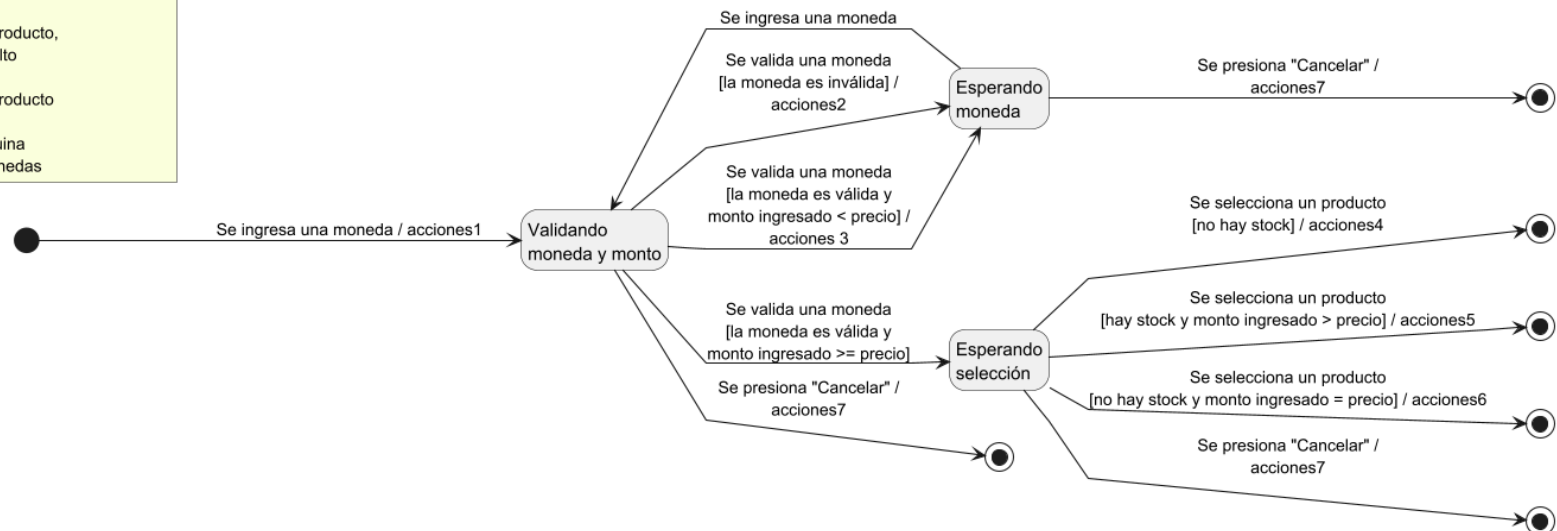 roducto,
lto
roducto
uina
nedas
Se ingresa una moneda
Se valida una moneda
[la moneda es inválida] /
acciones2
Esperando
moneda
Se presiona "Cancelar" /
acciones7
Se valida una moneda
[la moneda es válida y
monto ingresado < precio] /
acciones 3
Se ingresa una moneda / acciones1
Validando
moneda y monto
Se selecciona un producto
[no hay stock] / acciones4
Se valida una moneda
[la moneda es válida y
monto ingresado >= precio]
Esperando
selección
Se selecciona un producto
[hay stock y monto ingresado > precio] / acciones5
Se selecciona un producto
[no hay stock y monto ingresado = precio] / acciones6
Se presiona "Cancelar" /
acciones7
Se presiona "Cancelar" /
acciones7